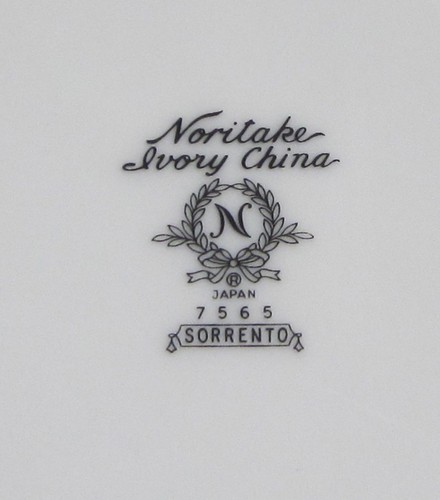 Noritake
Ivory China
N
®
JAPAN
7565
SORRENTO